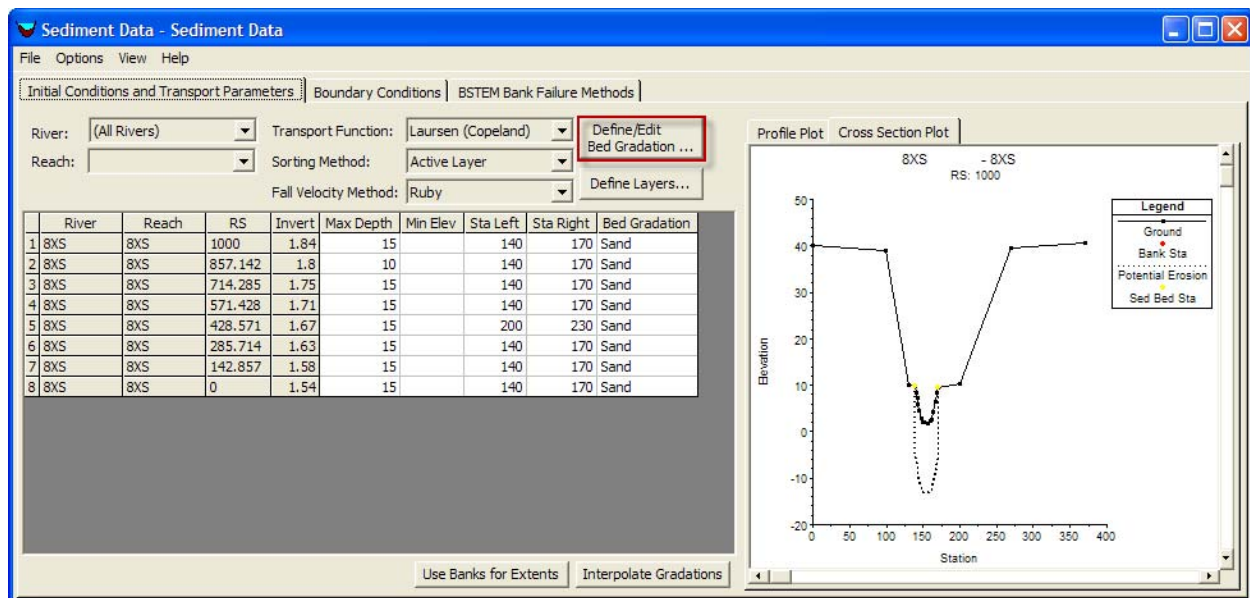 Sediment Data - Sediment Data
File Options View Help
Initial Conditions and Transport Parameters Boundary Conditions BSTEM Bank Failure Methods
River: (All Rivers) Transport Function: Laursen (Copeland) Define/Edit
Bed Gradation ...
Reach: Sorting Method: Active Layer
Fall Velocity Method: Ruby Define Layers...
River Reach RS Invert Max Depth Min Elev Sta Left Sta Right Bed Gradation
1 8XS 8XS 1000 1.84 15 140 170 Sand
2 8XS 8XS 857.142 1.8 10 140 170 Sand
3 8XS 8XS 714.285 1.75 15 140 170 Sand
4 8XS 8XS 571.428 1.71 15 140 170 Sand
5 8XS 8XS 428.571 1.67 15 200 230 Sand
6 8XS 8XS 285.714 1.63 15 140 170 Sand
7 8XS 8XS 142.857 1.58 15 140 170 Sand
8 8XS 8XS 0 1.54 15 140 170 Sand
Use Banks for Extents Interpolate Gradations
Profile Plot Cross Section Plot
8XS - 8XS
RS: 1000
50
40
30
20
10
0
-10
-20
Elevation
0 50 100 150 200 250 300 350 400
Station
Legend
Ground
Bank Sta
Potential Erosion
Sed Bed Sta